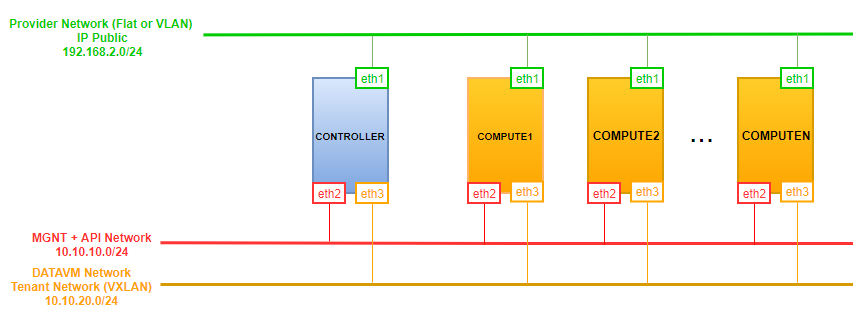 Provider Network (Flat or VLAN)
IP Public
192.168.2.0/24
eth1
eth1
eth1
eth1
CONTROLLER
COMPUTE1
COMPUTE2
...
COMPUTEN
eth2
eth3
eth2
eth3
eth2
eth3
eth2
eth3
MGNT + API Network
10.10.10.0/24
DATAVM Network
Tenant Network (VXLAN)
10.10.20.0/24